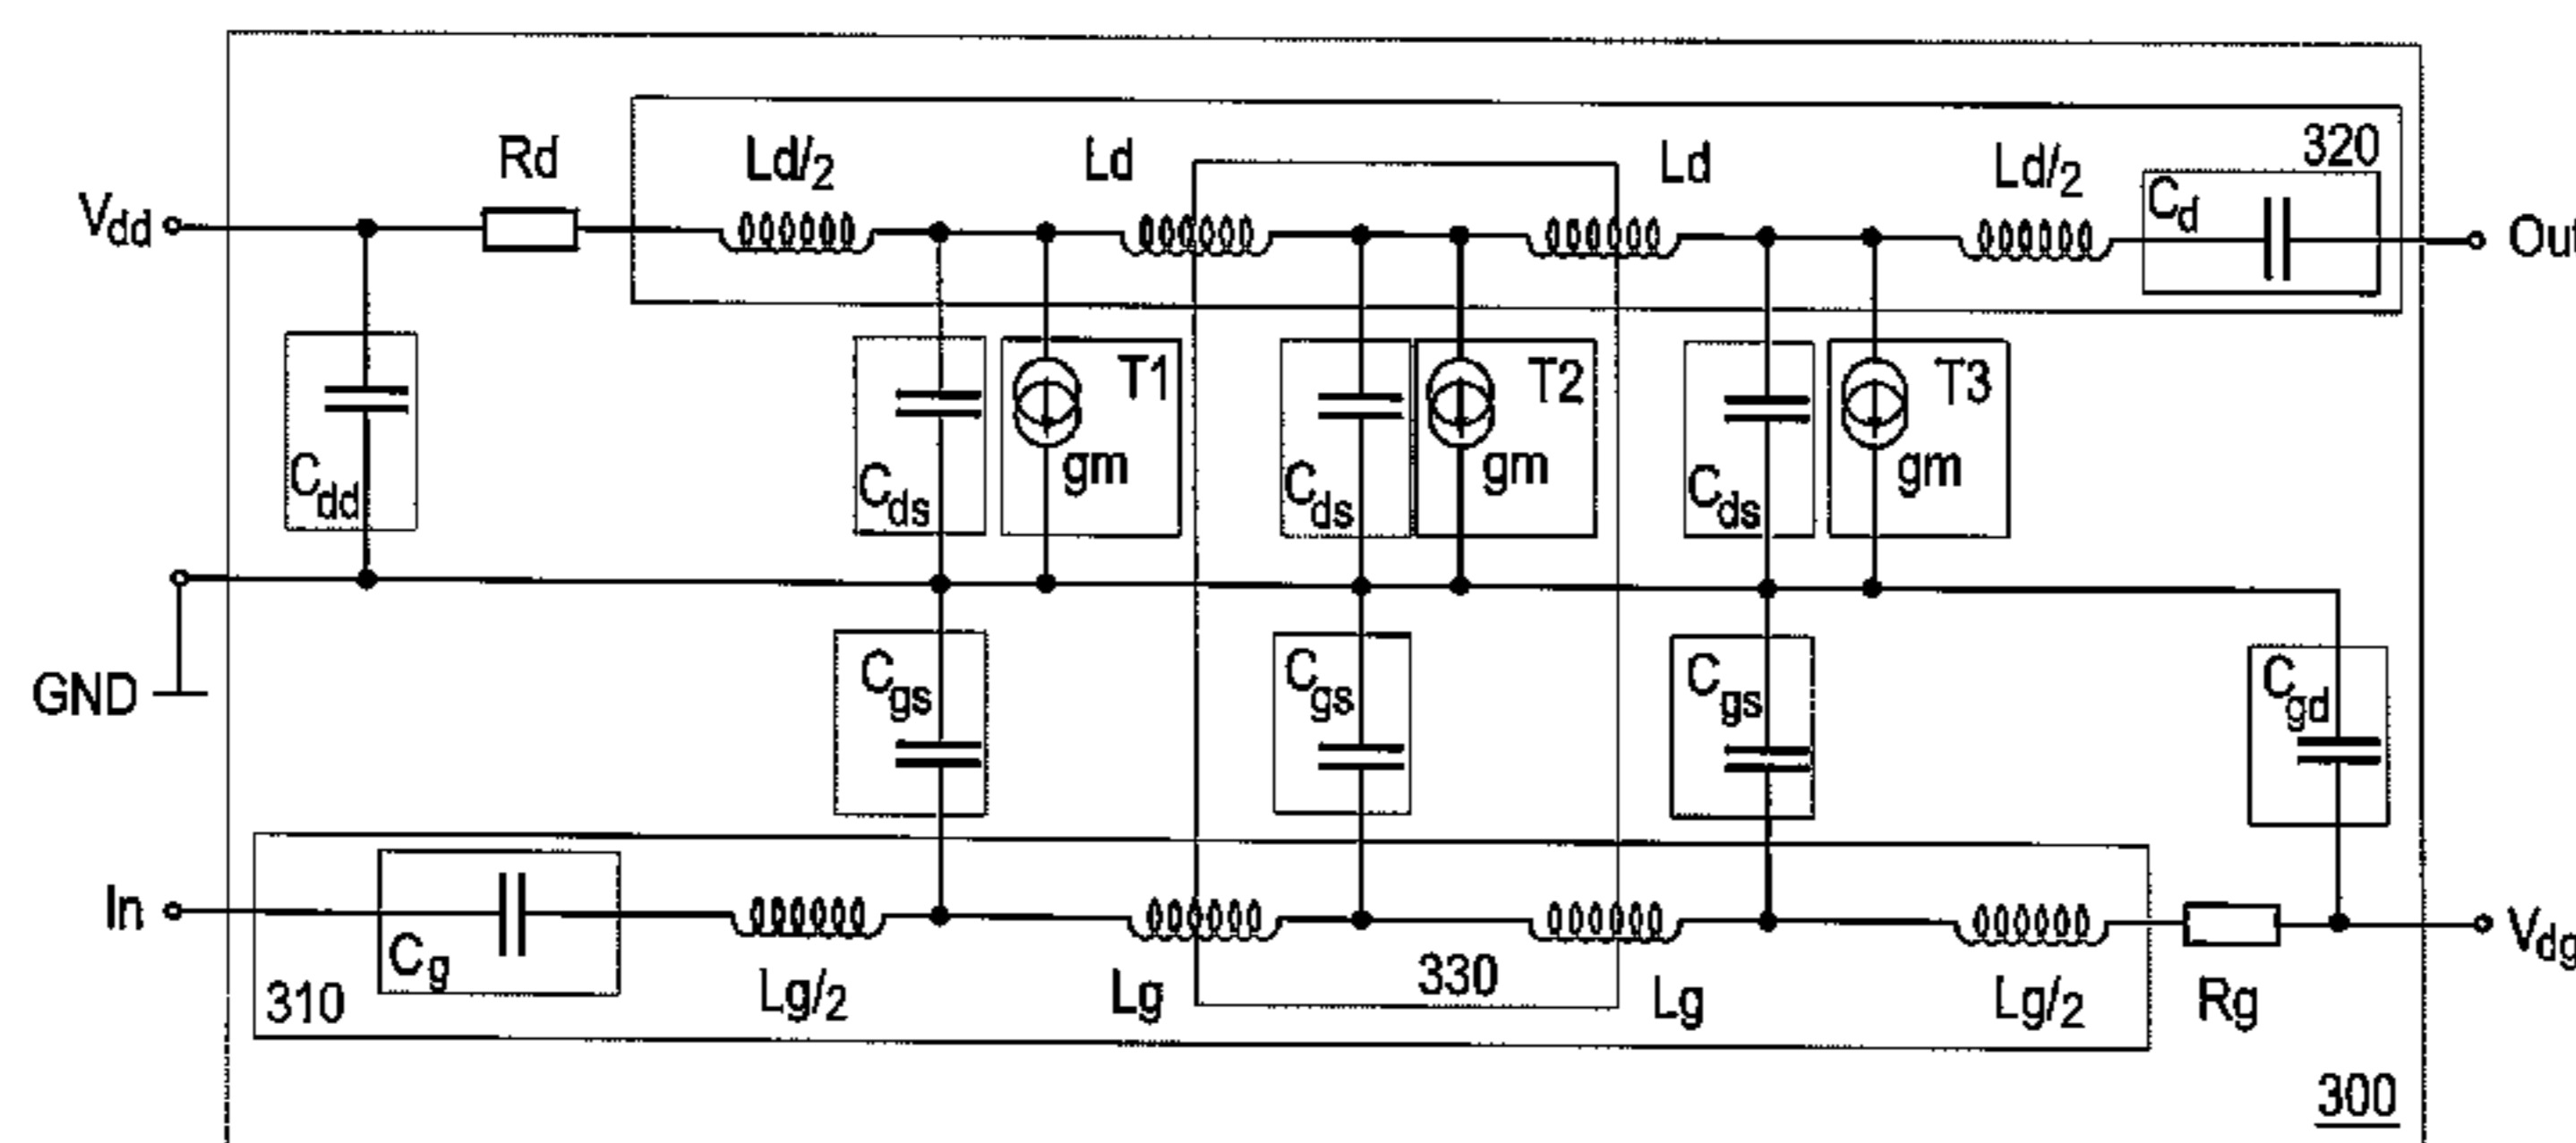 Rd Ld/2 Ld Ld Ld/2 320
Vdd Cd Out
T1 T2 T3
Cdd Cds gm Cds gm Cds gm
GND Cgs Cgs Cgs Cgd
In Cg 330 Vdg
310 Lg/2 Lg Lg Lg/2 Rg
300